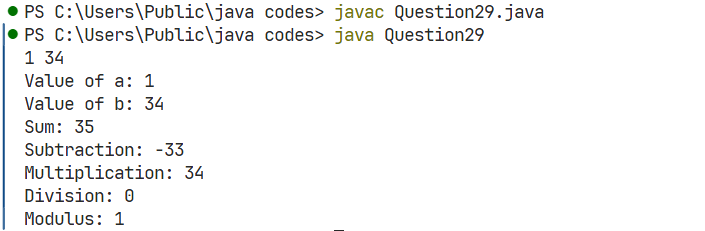 PS C:\Users\Public\java codes> javac Question29.java
PS C:\Users\Public\java codes> java Question29
1 34
Value of a: 1
Value of b: 34
Sum: 35
Subtraction: -33
Multiplication: 34
Division: 0
Modulus: 1